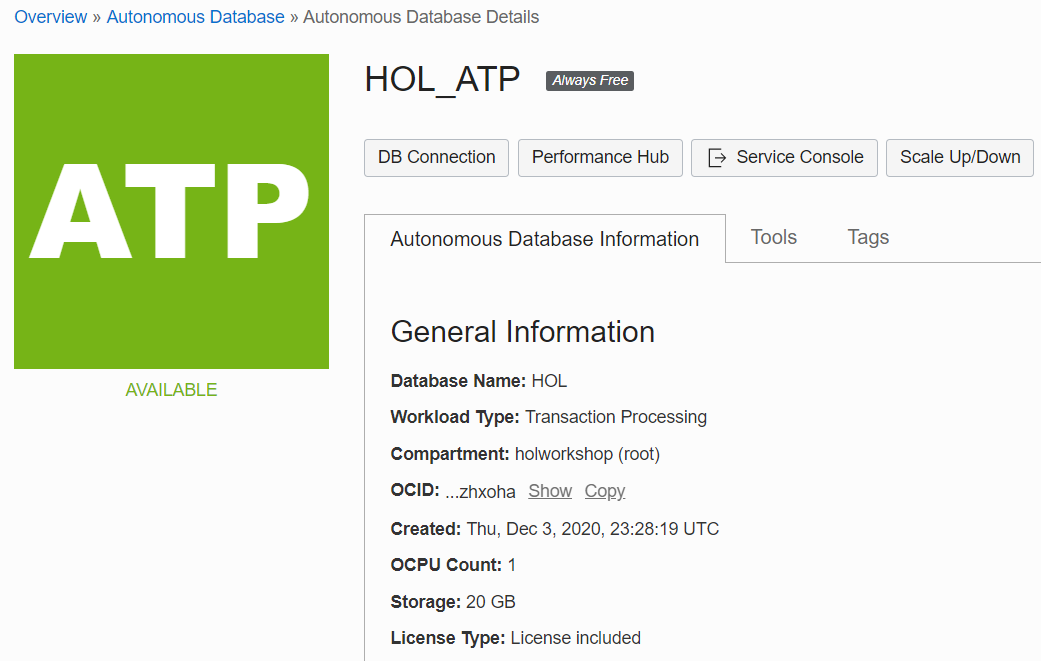 Overview » Autonomous Database » Autonomous Database Details
ATP
AVAILABLE
HOL_ATP Always Free
DB Connection Performance Hub Service Console Scale Up/Down
Autonomous Database Information Tools Tags
General Information
Database Name: HOL
Workload Type: Transaction Processing
Compartment: holworkshop (root)
OCID: ...zhxoha Show Copy
Created: Thu, Dec 3, 2020, 23:28:19 UTC
OCPU Count: 1
Storage: 20 GB
License Type: License included